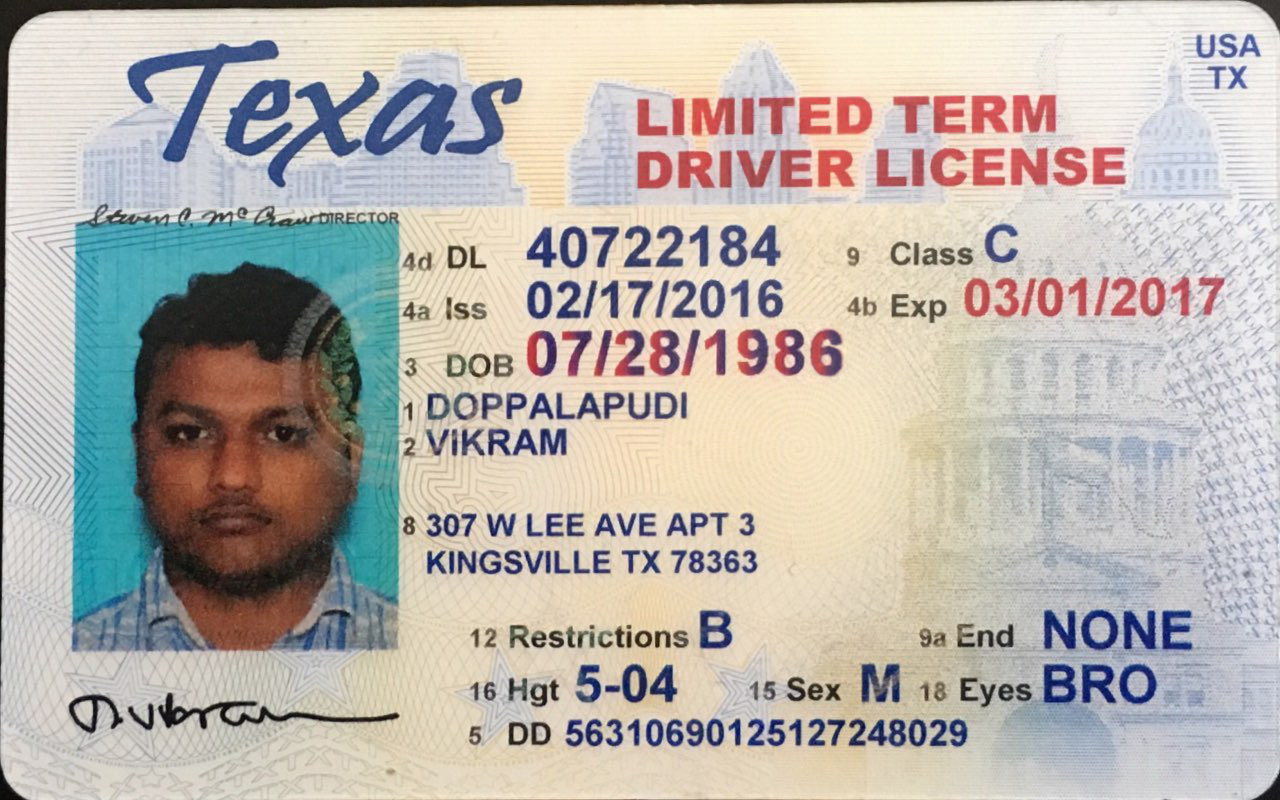 Texas
USA
TX
LIMITED TERM
DRIVER LICENSE
Steven C. McCraw DIRECTOR
4d DL 40722184 9 Class C
4a Iss 02/17/2016 4b Exp 03/01/2017
3 DOB 07/28/1986
1 DOPPALAPUDI
2 VIKRAM
8 307 W LEE AVE APT 3
KINGSVILLE TX 78363
12 Restrictions B 9a End NONE
16 Hgt 5-04 15 Sex M 18 Eyes BRO
D.Vikram
5 DD 56310690125127248029